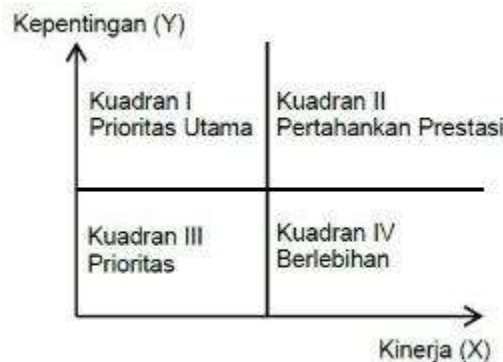 Kepentingan (Y)
Kuadran I
Prioritas Utama
Kuadran II
Pertahankan Prestasi
Kuadran III
Prioritas
Kuadran IV
Berlebihan
Kinerja (X)